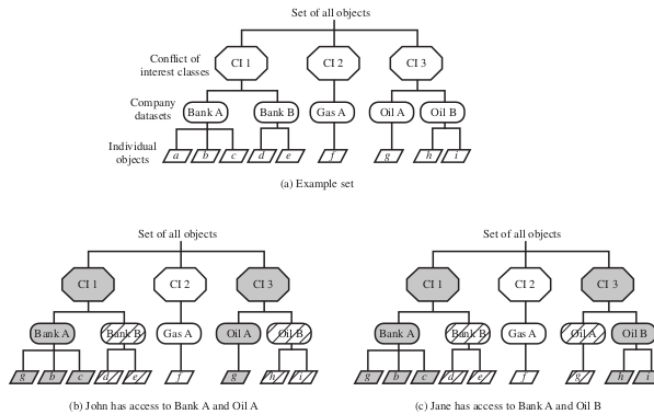 Set of all objects
Conflict of
interest classes
CI 1
CI 2
CI 3
Company
datasets
Bank A
Bank B
Gas A
Oil A
Oil B
Individual
objects
a
b
c
d
e
f
g
h
i
(a) Example set
Set of all objects
CI 1
CI 2
CI 3
Bank A
Bank B
Gas A
Oil A
Oil B
g
b
c
d
e
f
g
h
i
(b) John has access to Bank A and Oil A
Set of all objects
CI 1
CI 2
CI 3
Bank A
Bank B
Gas A
Oil A
Oil B
g
b
c
d
e
f
g
h
i
(c) Jane has access to Bank A and Oil B